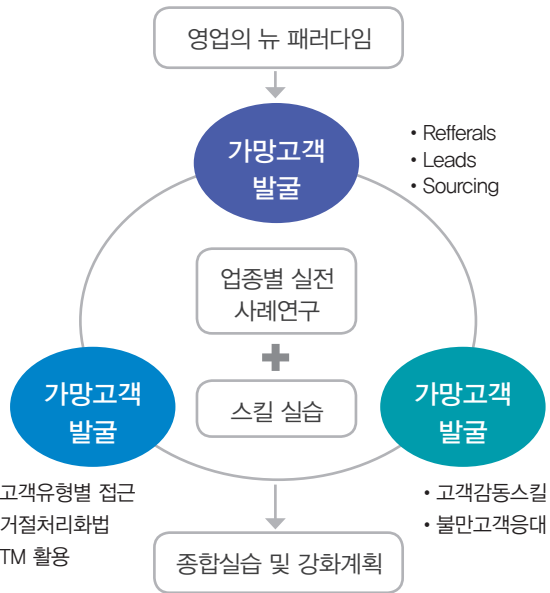 영업의 뉴 패러다임
가망고객
발굴
• Refferals
• Leads
• Sourcing
업종별 실전
사례연구
+
스킬 실습
가망고객
발굴
고객유형별 접근
거절처리화법
TM 활용
가망고객
발굴
• 고객감동스킬
• 불만고객응대
종합실습 및 강화계획